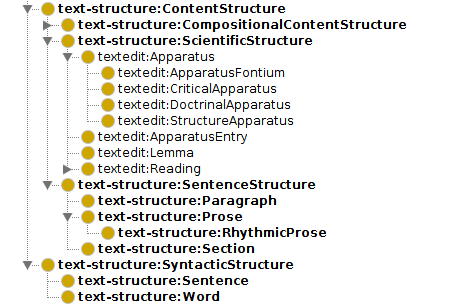 text-structure:ContentStructure
text-structure:CompositionalContentStructure
text-structure:ScientificStructure
textedit:Apparatus
textedit:ApparatusFontium
textedit:CriticalApparatus
textedit:DoctrinalApparatus
textedit:StructureApparatus
textedit:ApparatusEntry
textedit:Lemma
textedit:Reading
text-structure:SentenceStructure
text-structure:Paragraph
text-structure:Prose
text-structure:RhythmicProse
text-structure:Section
text-structure:SyntacticStructure
text-structure:Sentence
text-structure:Word